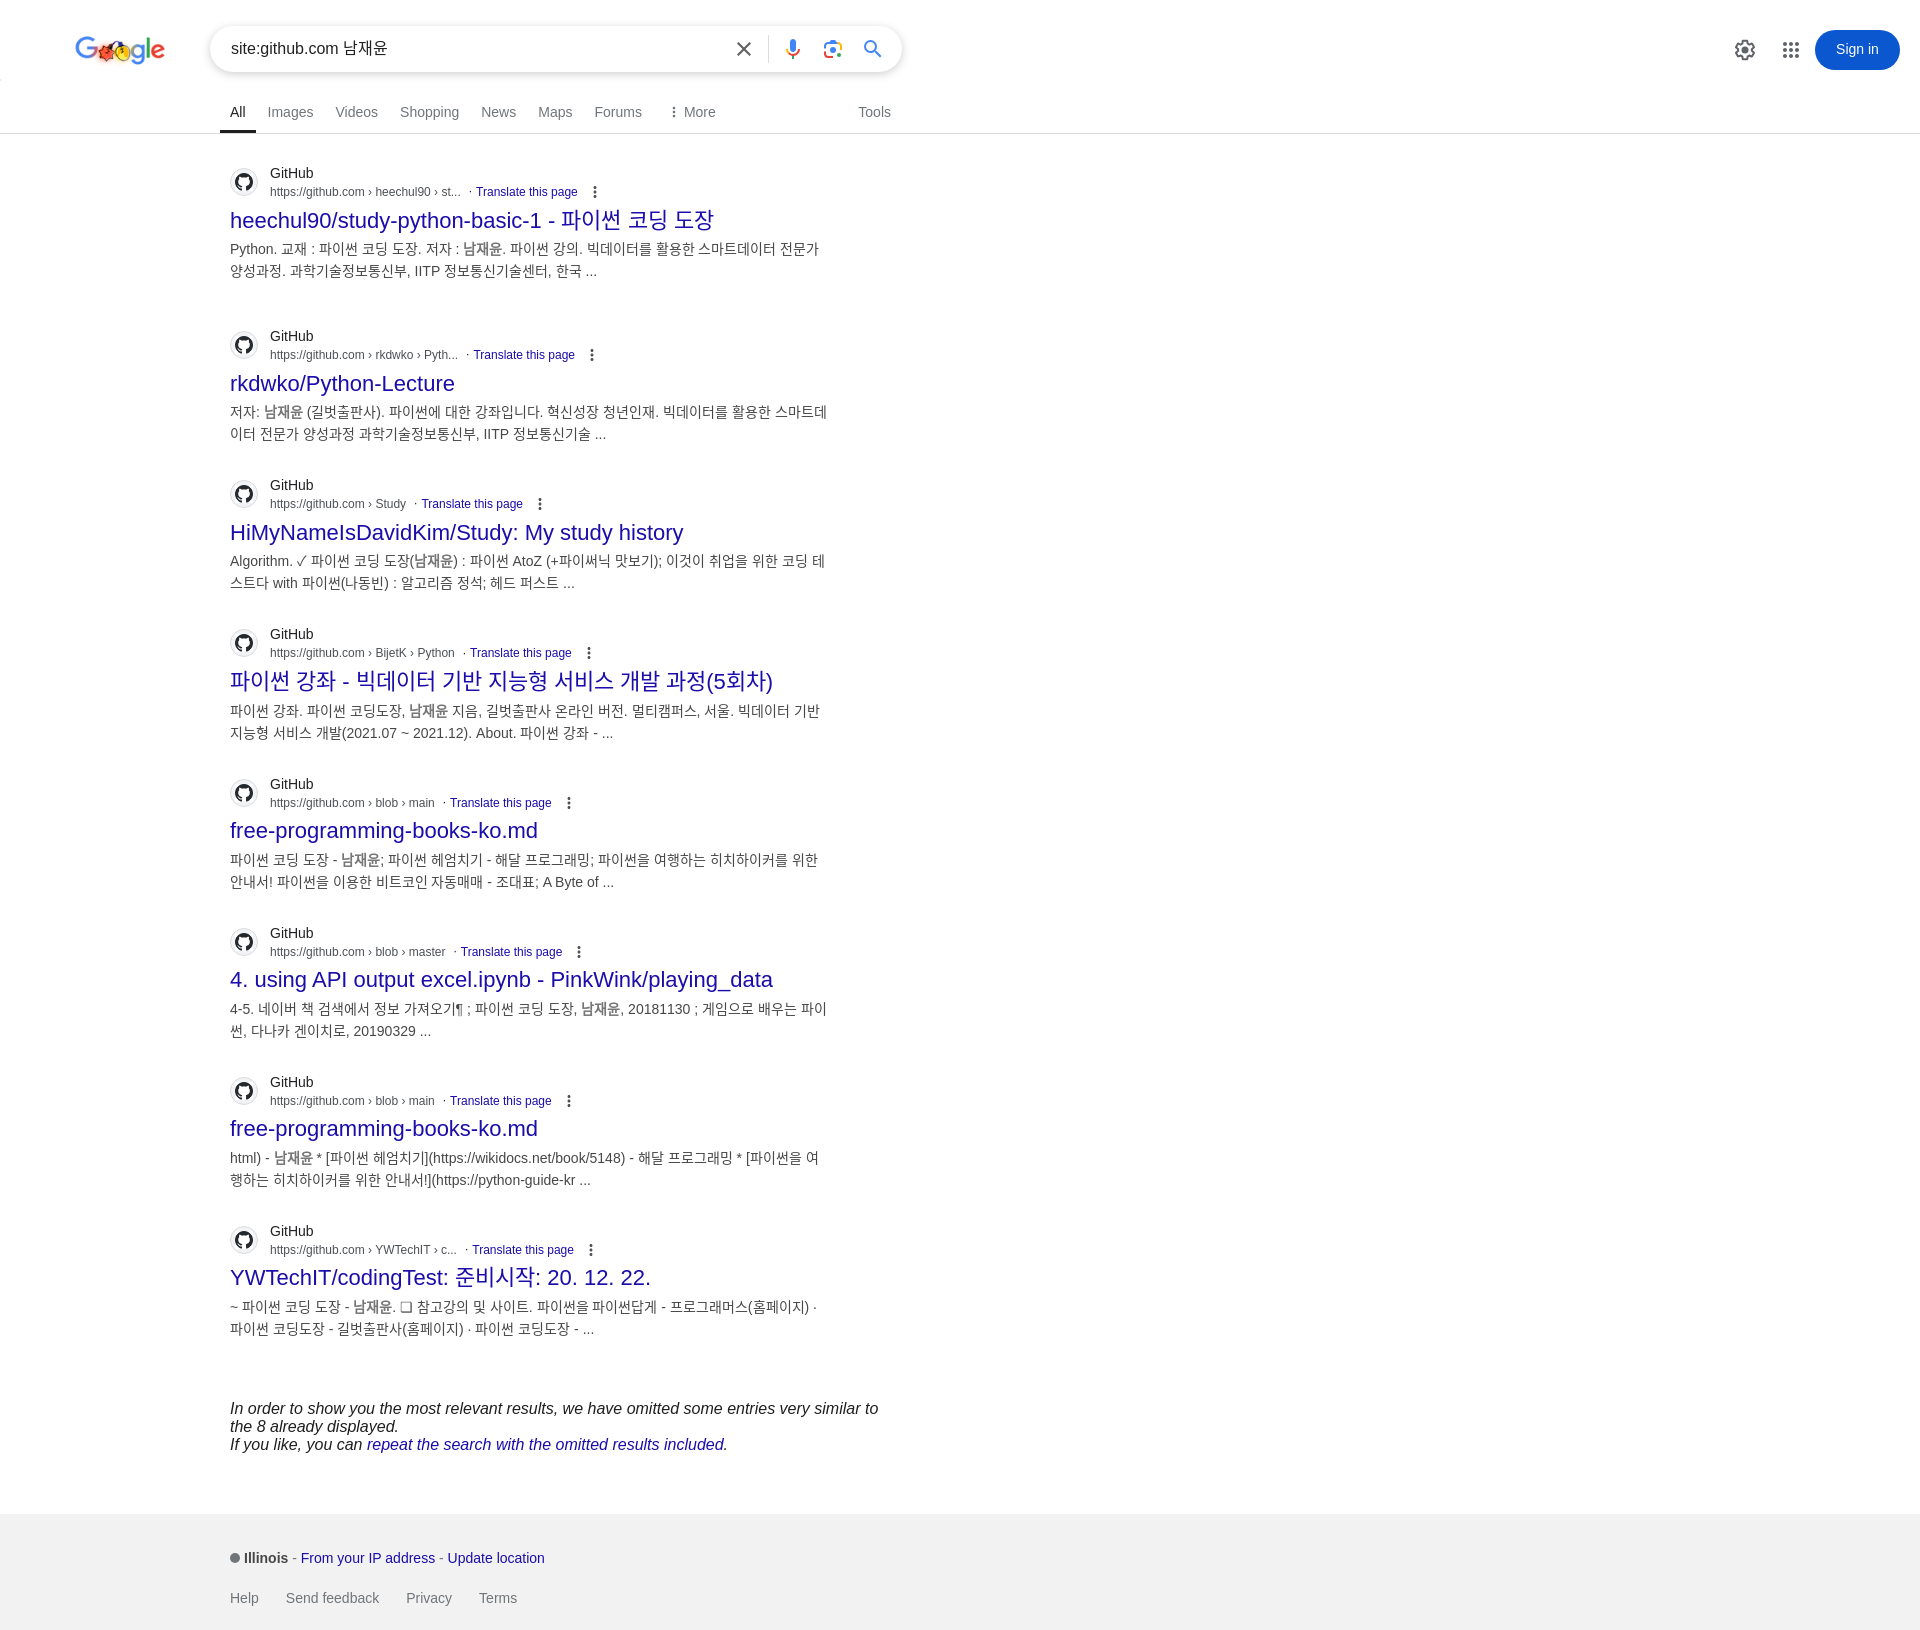 Google
site:github.com 남재윤
Sign in
All Images Videos Shopping News Maps Forums More Tools
GitHub
https://github.com › heechul90 › st... · Translate this page
heechul90/study-python-basic-1 - 파이썬 코딩 도장
Python. 교재 : 파이썬 코딩 도장. 저자 : 남재윤. 파이썬 강의. 빅데이터를 활용한 스마트데이터 전문가
양성과정. 과학기술정보통신부, IITP 정보통신기술센터, 한국 ...
GitHub
https://github.com › rkdwko › Pyth... · Translate this page
rkdwko/Python-Lecture
저자: 남재윤 (길벗출판사). 파이썬에 대한 강좌입니다. 혁신성장 청년인재. 빅데이터를 활용한 스마트데
이터 전문가 양성과정 과학기술정보통신부, IITP 정보통신기술 ...
GitHub
https://github.com › Study · Translate this page
HiMyNameIsDavidKim/Study: My study history
Algorithm. ✓ 파이썬 코딩 도장(남재윤) : 파이썬 AtoZ (+파이써닉 맛보기); 이것이 취업을 위한 코딩 테
스트다 with 파이썬(나동빈) : 알고리즘 정석; 헤드 퍼스트 ...
GitHub
https://github.com › BijetK › Python · Translate this page
파이썬 강좌 - 빅데이터 기반 지능형 서비스 개발 과정(5회차)
파이썬 강좌. 파이썬 코딩도장, 남재윤 지음, 길벗출판사 온라인 버전. 멀티캠퍼스, 서울. 빅데이터 기반
지능형 서비스 개발(2021.07 ~ 2021.12). About. 파이썬 강좌 - ...
GitHub
https://github.com › blob › main · Translate this page
free-programming-books-ko.md
파이썬 코딩 도장 - 남재윤; 파이썬 헤엄치기 - 해달 프로그래밍; 파이썬을 여행하는 히치하이커를 위한
안내서! 파이썬을 이용한 비트코인 자동매매 - 조대표; A Byte of ...
GitHub
https://github.com › blob › master · Translate this page
4. using API output excel.ipynb - PinkWink/playing_data
4-5. 네이버 책 검색에서 정보 가져오기¶ ; 파이썬 코딩 도장, 남재윤, 20181130 ; 게임으로 배우는 파이
썬, 다나카 겐이치로, 20190329 ...
GitHub
https://github.com › blob › main · Translate this page
free-programming-books-ko.md
html) - 남재윤 * [파이썬 헤엄치기](https://wikidocs.net/book/5148) - 해달 프로그래밍 * [파이썬을 여
행하는 히치하이커를 위한 안내서!](https://python-guide-kr ...
GitHub
https://github.com › YWTechIT › c... · Translate this page
YWTechIT/codingTest: 준비시작: 20. 12. 22.
~ 파이썬 코딩 도장 - 남재윤. ❏ 참고강의 및 사이트. 파이썬을 파이썬답게 - 프로그래머스(홈페이지) ·
파이썬 코딩도장 - 길벗출판사(홈페이지) · 파이썬 코딩도장 - ...
In order to show you the most relevant results, we have omitted some entries very similar to
the 8 already displayed.
If you like, you can repeat the search with the omitted results included.
Illinois - From your IP address - Update location
Help Send feedback Privacy Terms